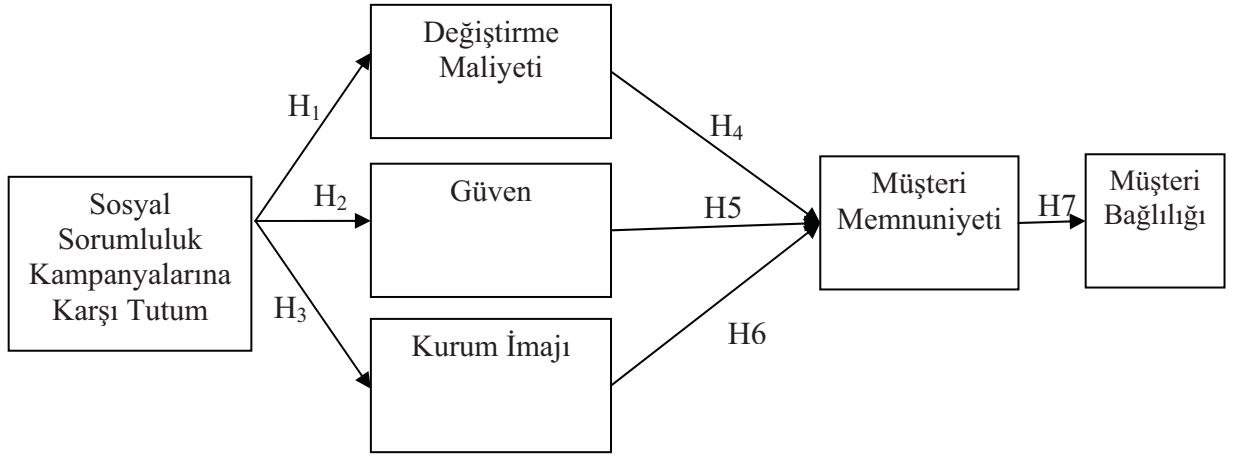 Sosyal
Sorumluluk
Kampanyalarına
Karşı Tutum
H₁
H₂
H₃
Değiştirme
Maliyeti
Güven
Kurum İmajı
H₄
H5
H6
Müşteri
Memnuniyeti
H7
Müşteri
Bağlılığı